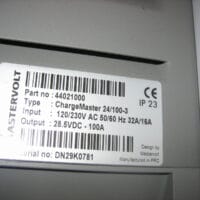 MASTERVOLT
Part no : 44021000
Type : ChargeMaster 24/100-3
Input : 120/230V AC 50/60 Hz 32A/16A
Output : 28.5VDC - 100A
Serial no: DN29K0781
CE
IP 23
Design by
Mastervolt
Manufactured in PRC